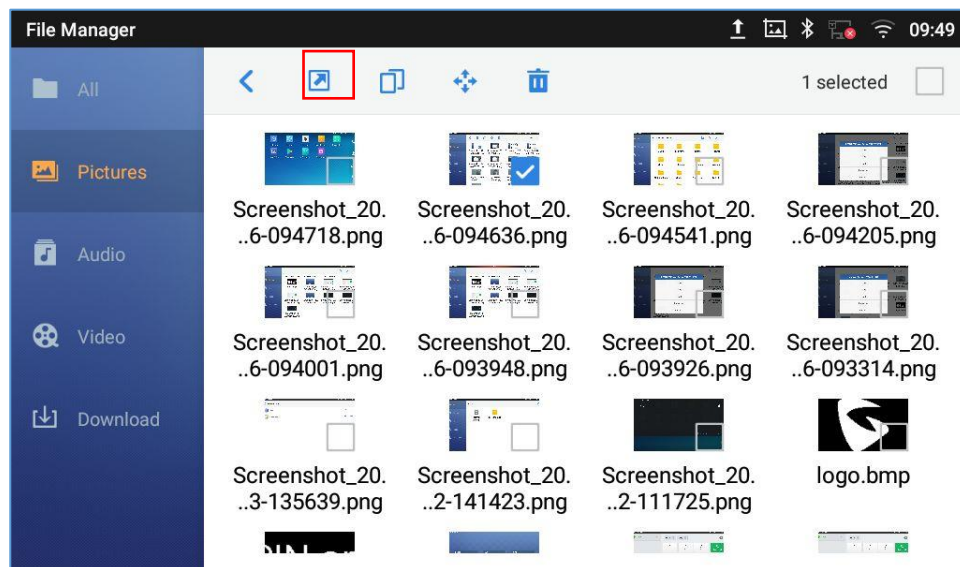 File Manager
09:49
All
1 selected
Pictures
Screenshot_20.
..6-094718.png
Screenshot_20.
..6-094636.png
Screenshot_20.
..6-094541.png
Screenshot_20.
..6-094205.png
Audio
Video
Screenshot_20.
..6-094001.png
Screenshot_20.
..6-093948.png
Screenshot_20.
..6-093926.png
Screenshot_20.
..6-093314.png
Download
Screenshot_20.
..3-135639.png
Screenshot_20.
..2-141423.png
Screenshot_20.
..2-111725.png
logo.bmp